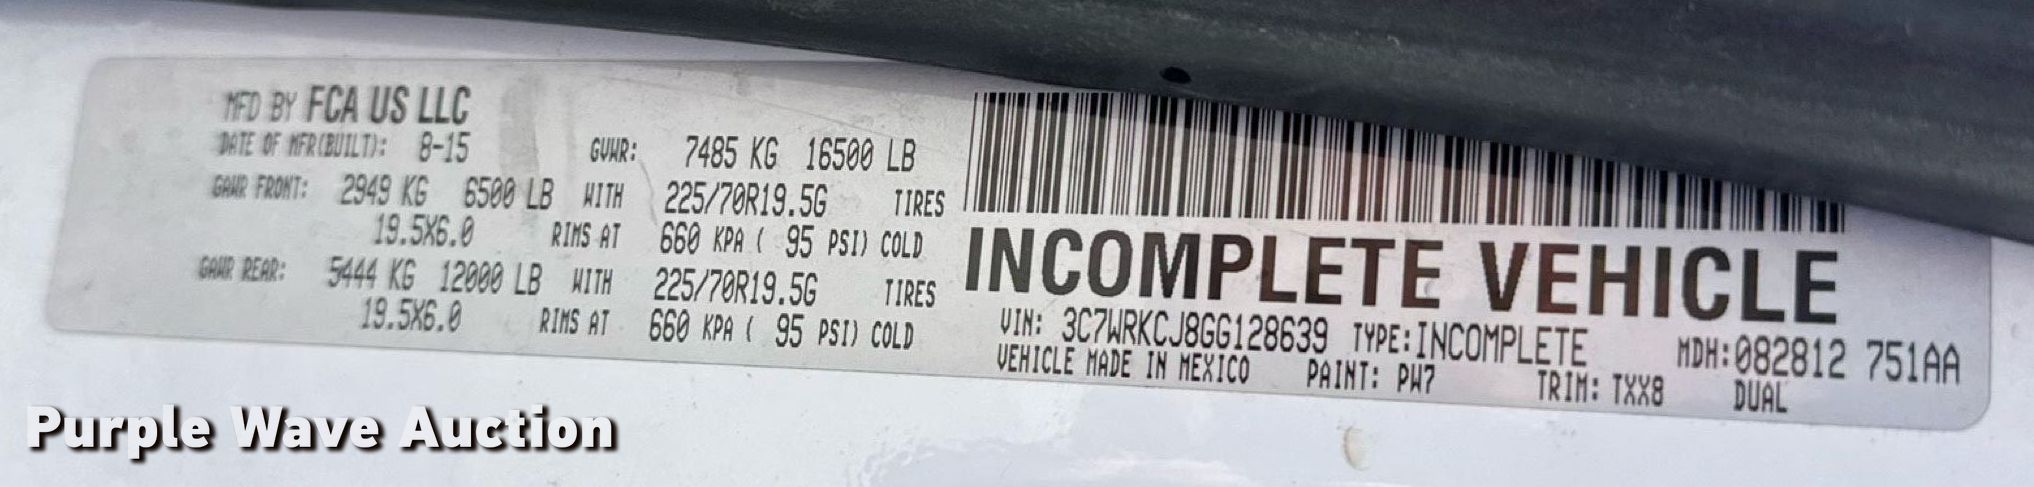 MFD BY FCA US LLC
DATE OF MFR(BUILT): 8-15 GVWR: 7485 KG 16500 LB
GAWR FRONT: 2949 KG 6500 LB WITH 225/70R19.5G TIRES
19.5X6.0 RIMS AT 660 KPA ( 95 PSI) COLD
GAWR REAR: 5444 KG 12000 LB WITH 225/70R19.5G TIRES
19.5X6.0 RIMS AT 660 KPA ( 95 PSI) COLD
INCOMPLETE VEHICLE
VIN: 3C7WRKCJ8GG128639 TYPE:INCOMPLETE MDH:082812 751AA
VEHICLE MADE IN MEXICO PAINT: PW7 TRIM: TXX8 DUAL
Purple Wave Auction